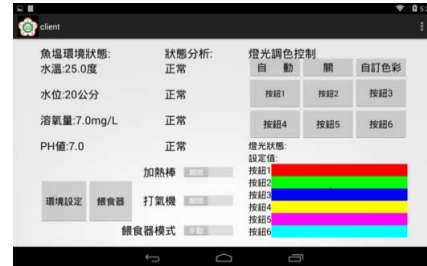 5:2
client
魚塭環境狀態:
狀態分析:
水溫:25.0度
正常
水位:20公分
正常
溶氧量:7.0mg/L
正常
PH值:7.0
正常
加熱棒
環境設定
餵食器
打氣機
餵食器模式
燈光調色控制
自 動
關
自訂色彩
按鈕1
按鈕2
按鈕3
按鈕4
按鈕5
按鈕6
燈光狀態:
設定值:
按鈕1
按鈕2
按鈕3
按鈕4
按鈕5
按鈕6